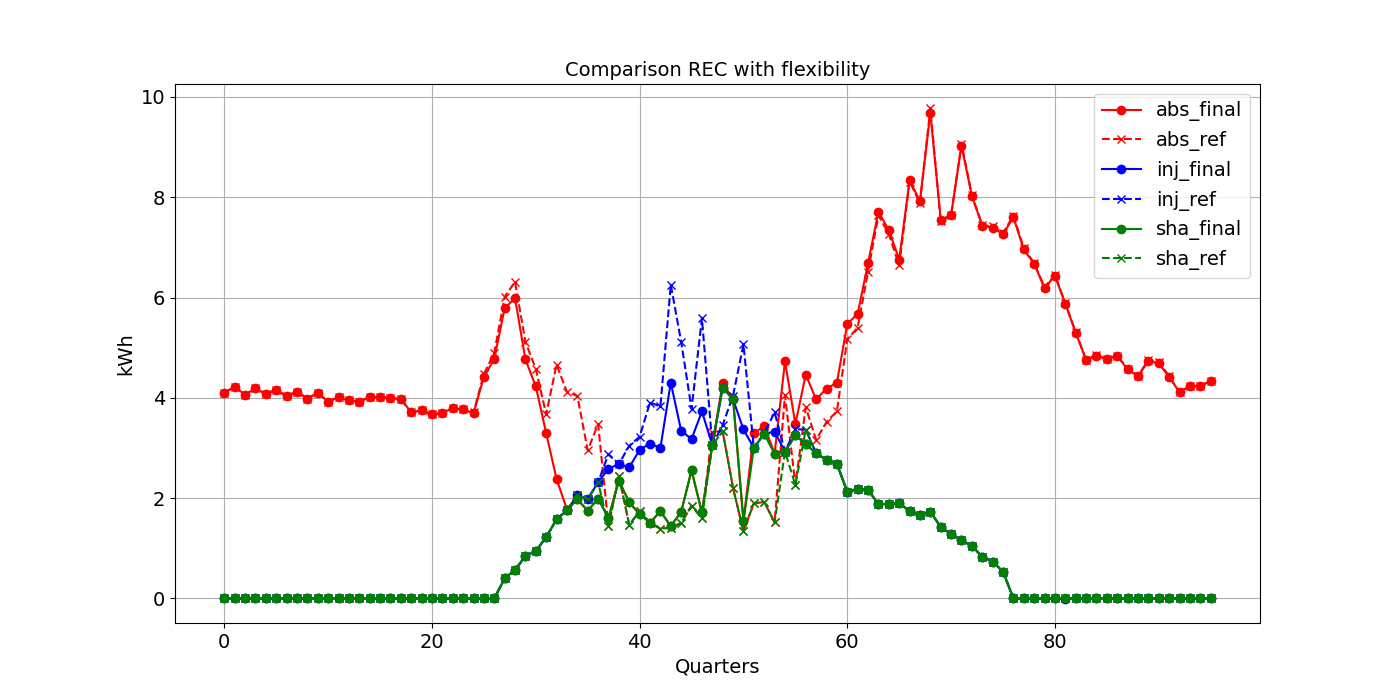 Comparison REC with flexibility
10
8
6
4
2
0
kWh
0 20 40 60 80
Quarters
abs_final
abs_ref
inj_final
inj_ref
sha_final
sha_ref